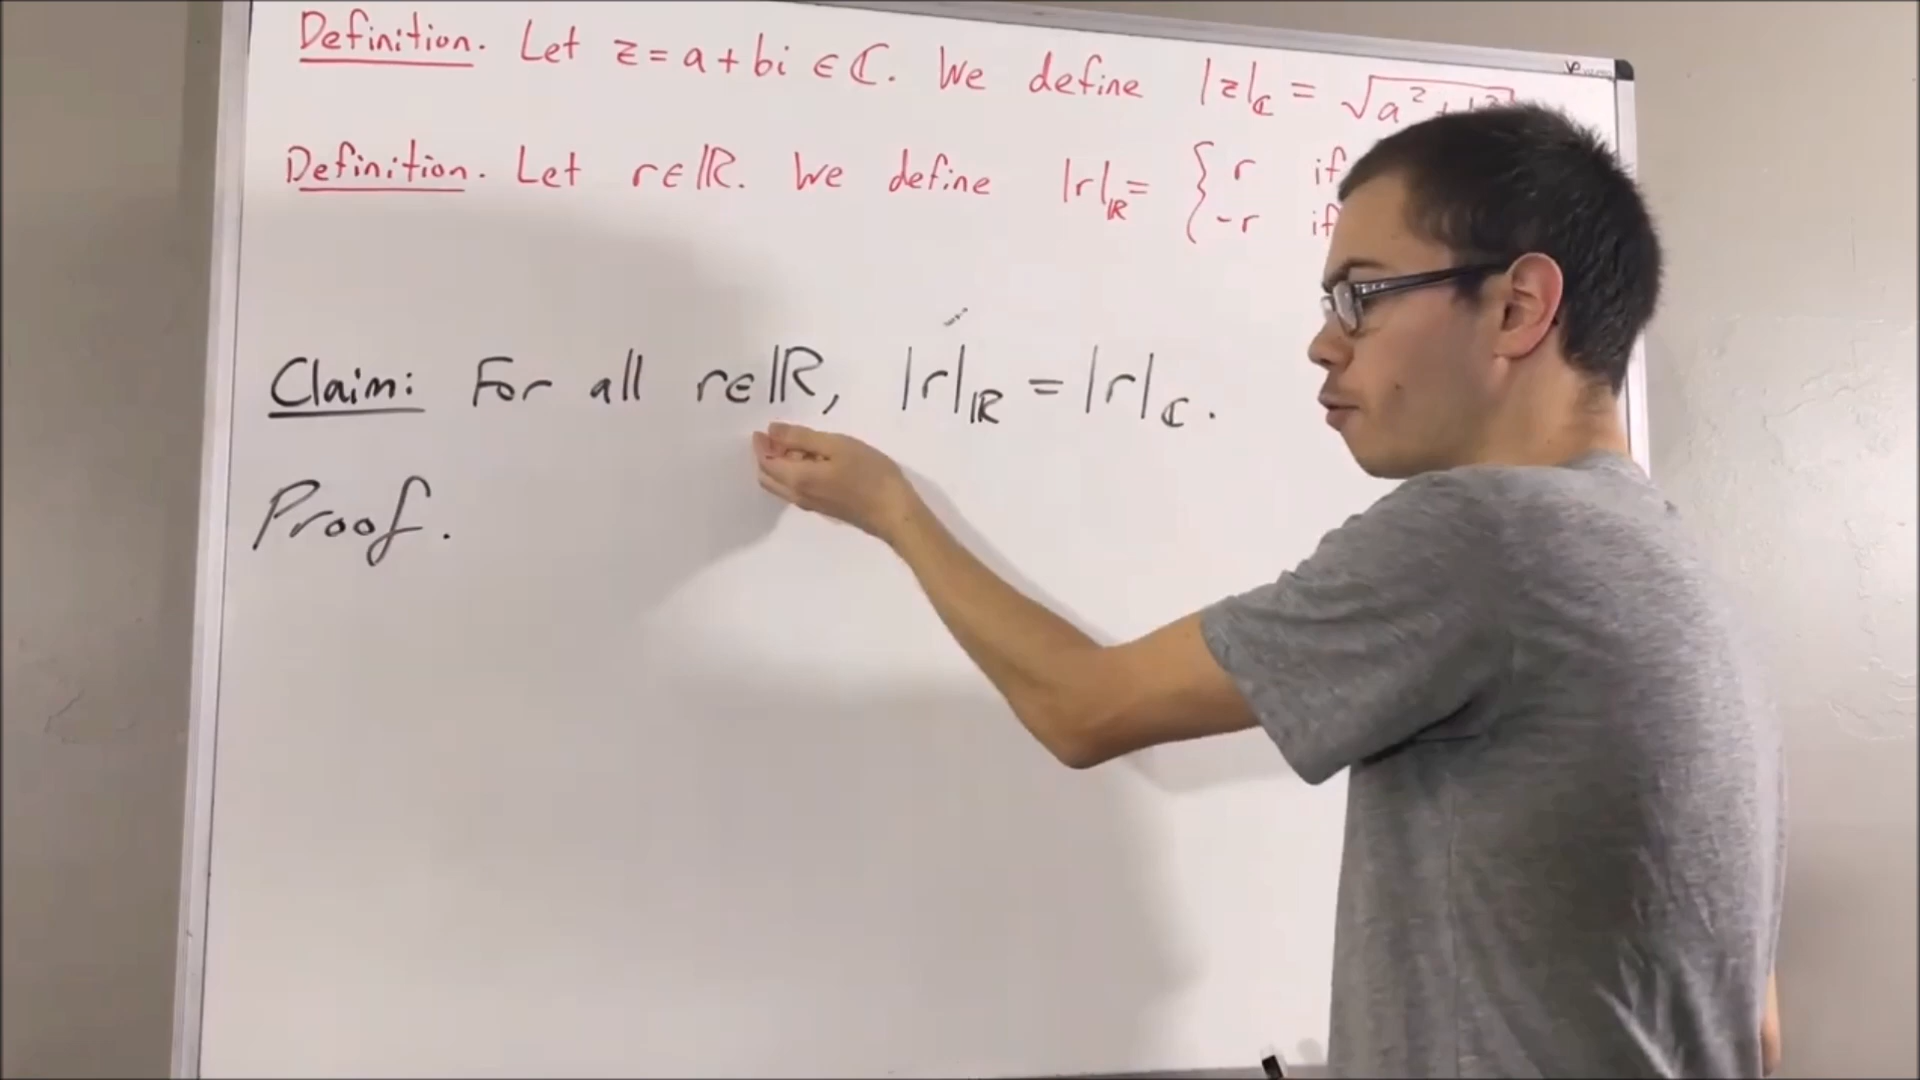 Definition. Let z = a + bi ∈ ℂ. We define |z|_ℂ = √a² +
Definition. Let r∈ℝ. We define |r|_ℝ = { r if
-r if
Claim: For all r∈ℝ, |r|_ℝ = |r|_ℂ.
Proof.